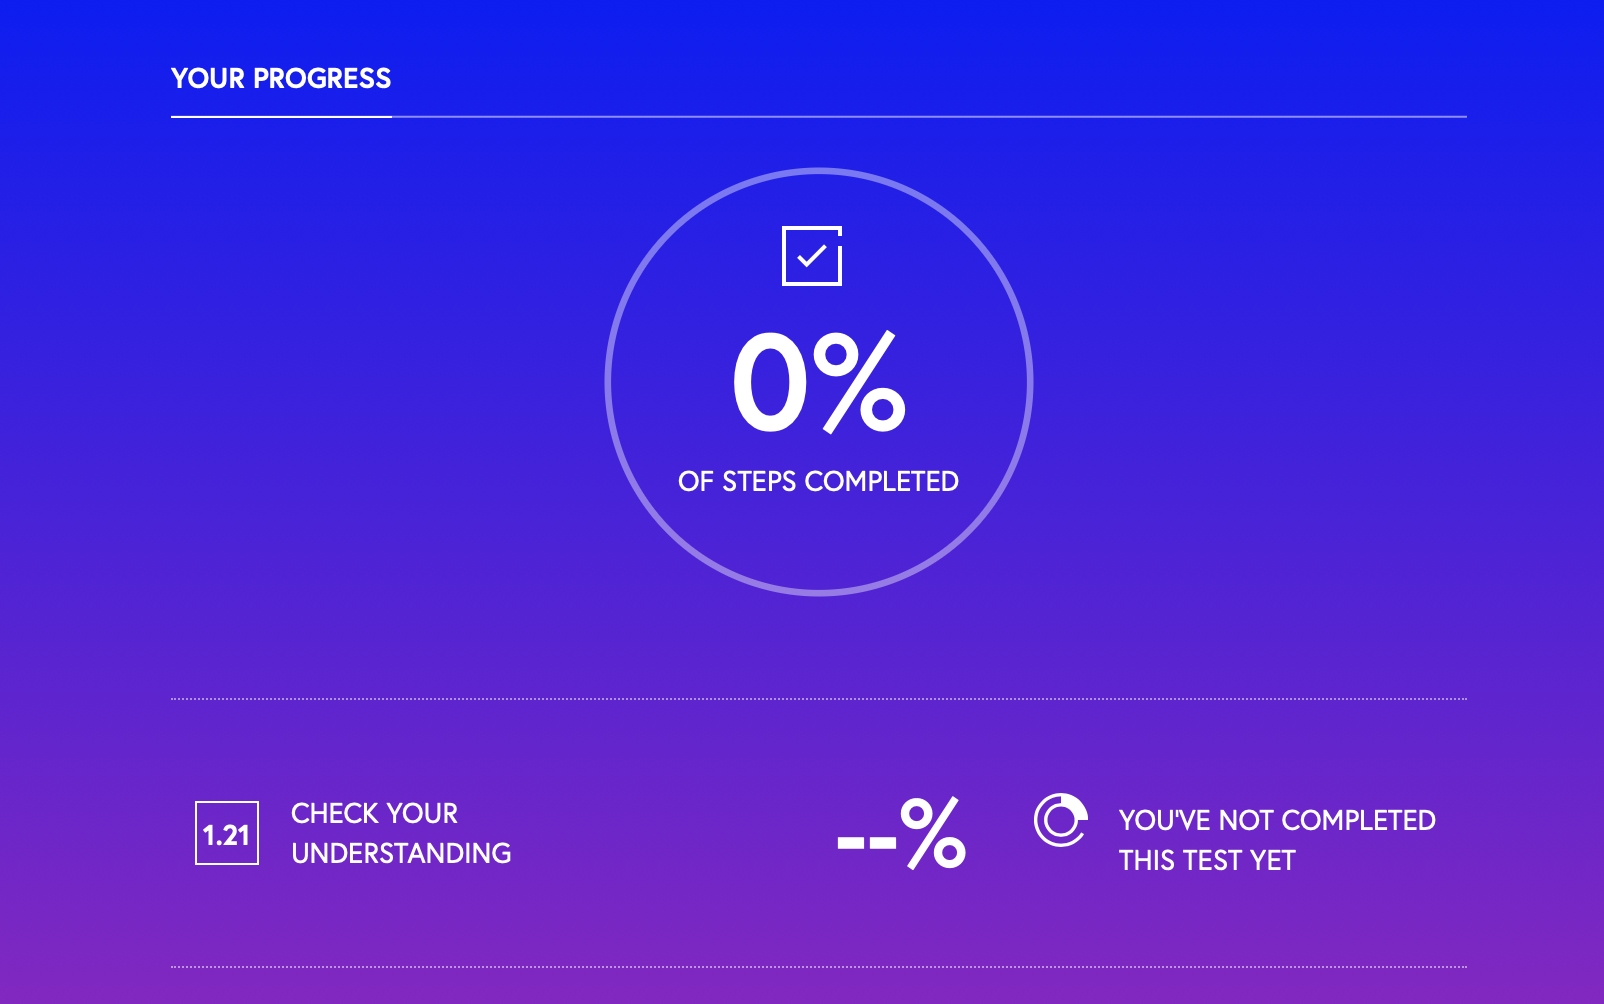 YOUR PROGRESS
0%
OF STEPS COMPLETED
1.21
CHECK YOUR
UNDERSTANDING
--%
YOU'VE NOT COMPLETED
THIS TEST YET